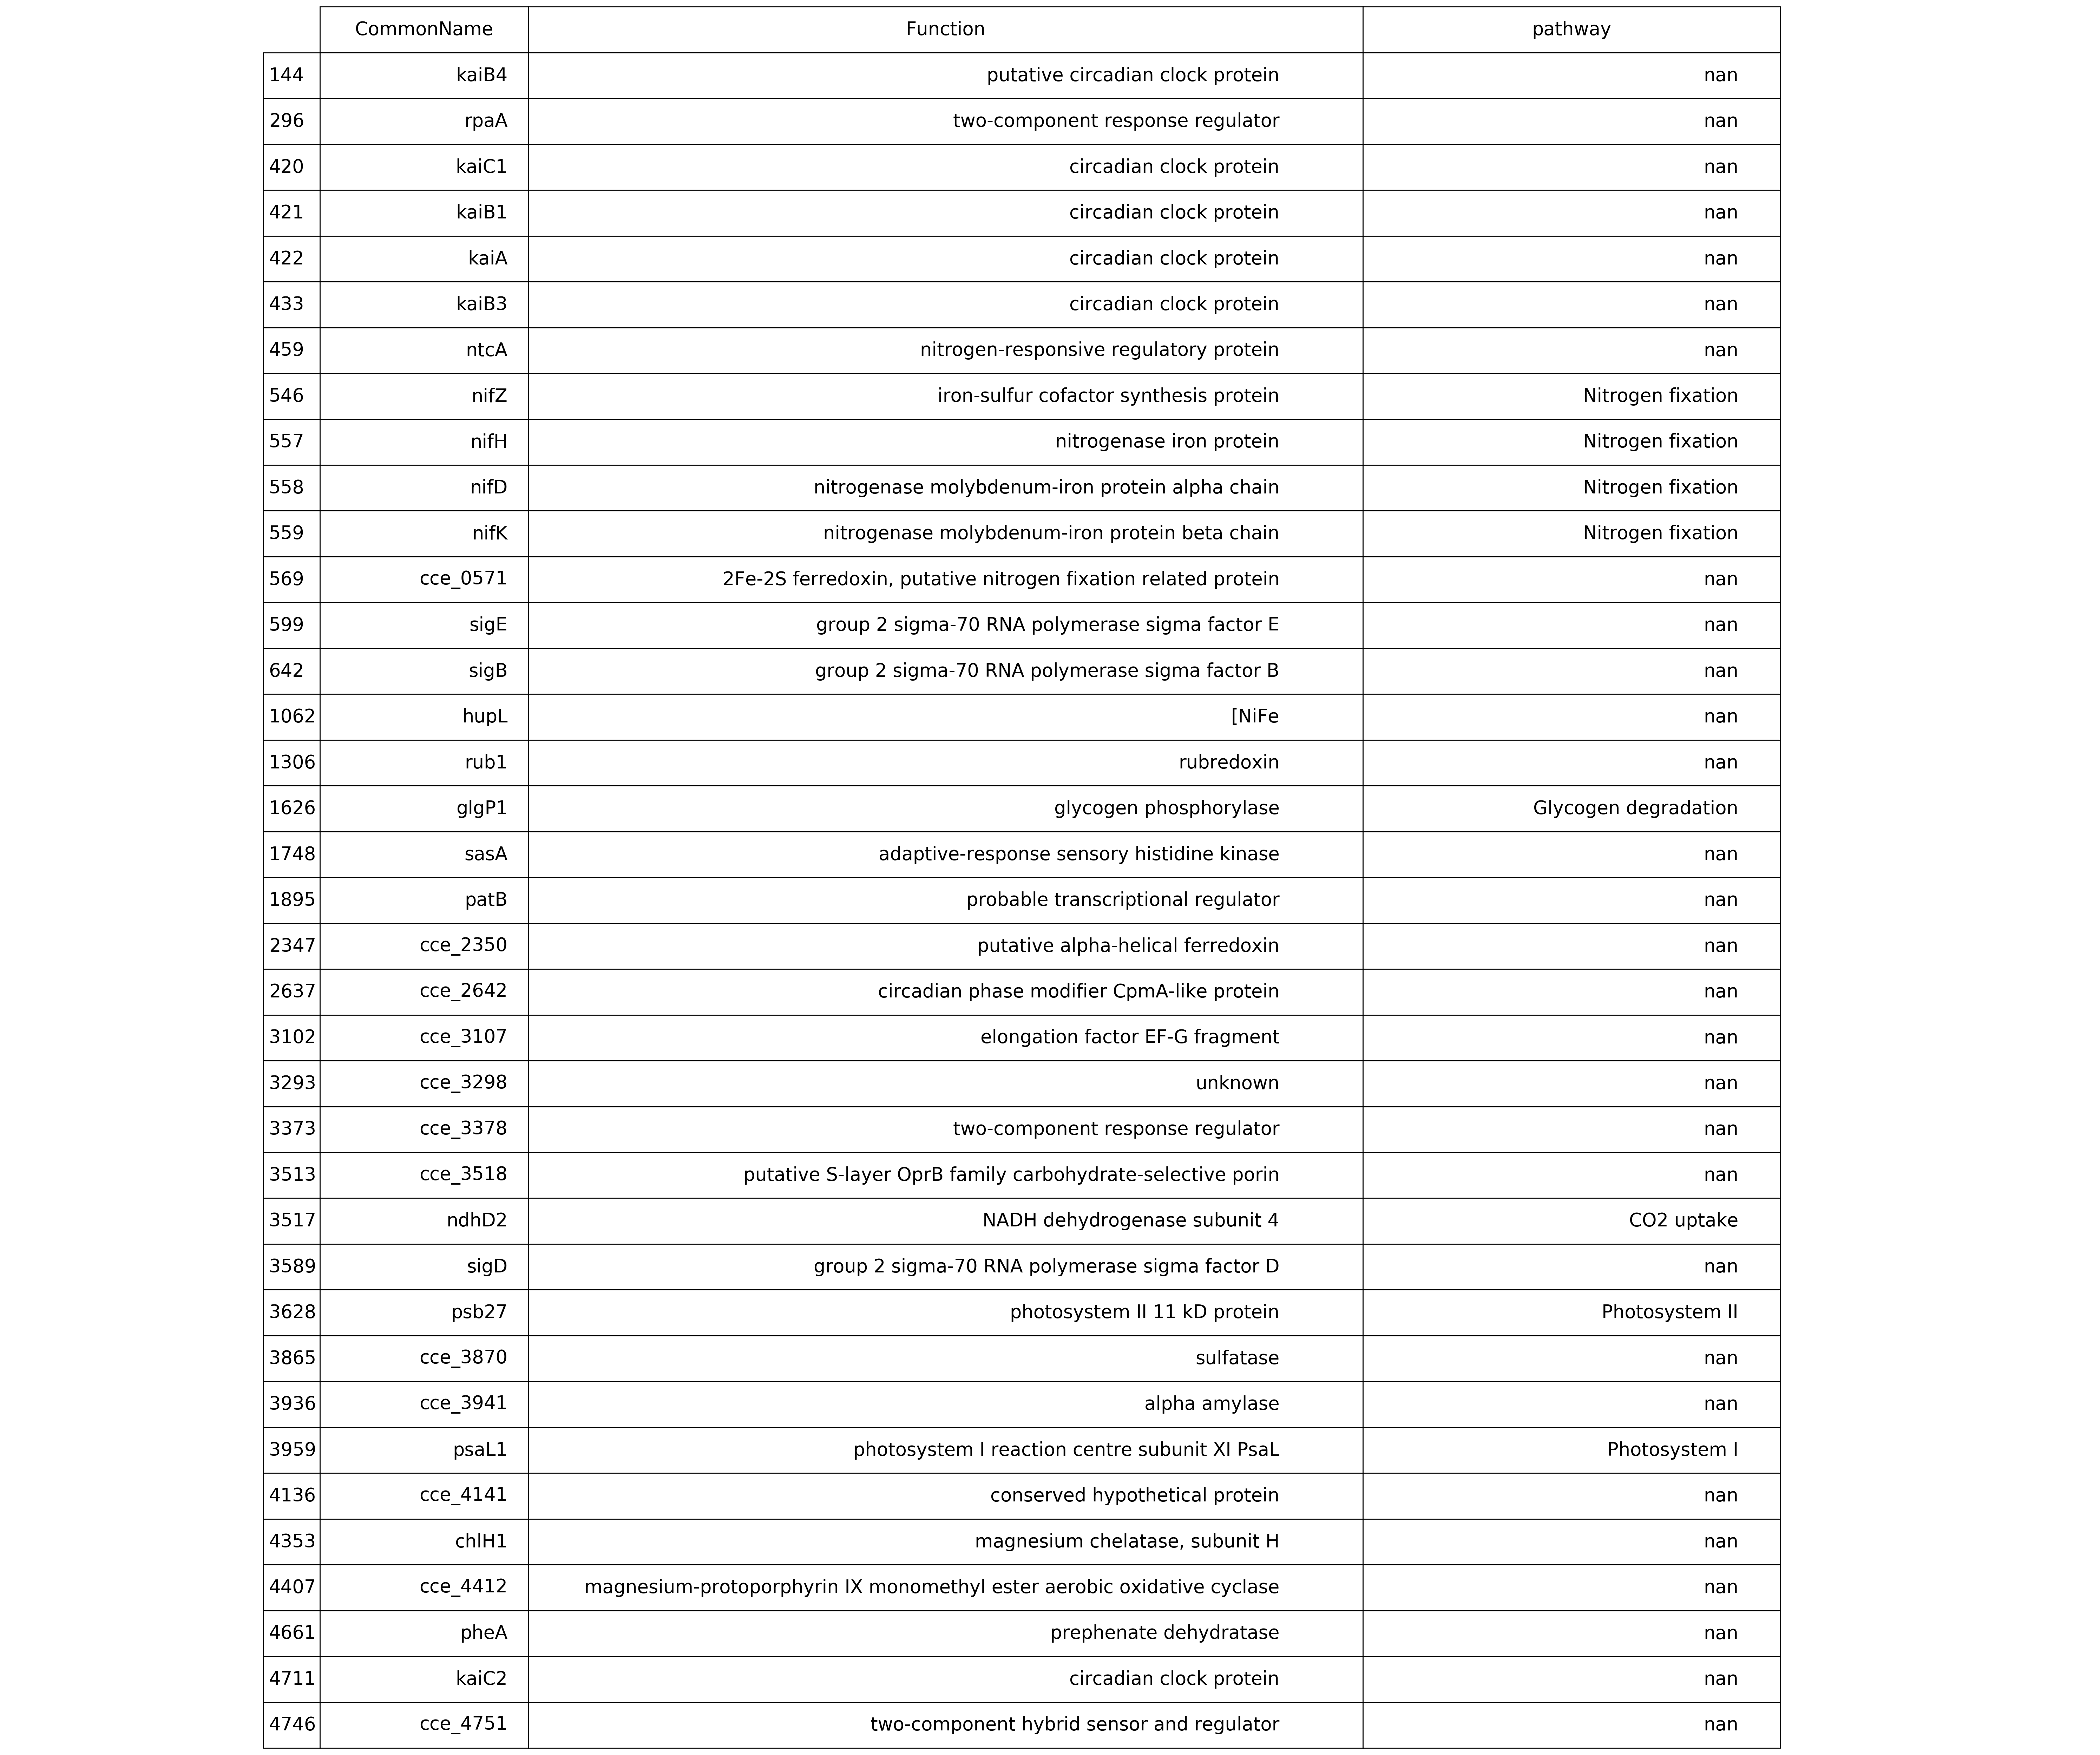 CommonName Function pathway
144 kaiB4 putative circadian clock protein nan
296 rpaA two-component response regulator nan
420 kaiC1 circadian clock protein nan
421 kaiB1 circadian clock protein nan
422 kaiA circadian clock protein nan
433 kaiB3 circadian clock protein nan
459 ntcA nitrogen-responsive regulatory protein nan
546 nifZ iron-sulfur cofactor synthesis protein Nitrogen fixation
557 nifH nitrogenase iron protein Nitrogen fixation
558 nifD nitrogenase molybdenum-iron protein alpha chain Nitrogen fixation
559 nifK nitrogenase molybdenum-iron protein beta chain Nitrogen fixation
569 cce_0571 2Fe-2S ferredoxin, putative nitrogen fixation related protein nan
599 sigE group 2 sigma-70 RNA polymerase sigma factor E nan
642 sigB group 2 sigma-70 RNA polymerase sigma factor B nan
1062 hupL [NiFe nan
1306 rub1 rubredoxin nan
1626 glgP1 glycogen phosphorylase Glycogen degradation
1748 sasA adaptive-response sensory histidine kinase nan
1895 patB probable transcriptional regulator nan
2347 cce_2350 putative alpha-helical ferredoxin nan
2637 cce_2642 circadian phase modifier CpmA-like protein nan
3102 cce_3107 elongation factor EF-G fragment nan
3293 cce_3298 unknown nan
3373 cce_3378 two-component response regulator nan
3513 cce_3518 putative S-layer OprB family carbohydrate-selective porin nan
3517 ndhD2 NADH dehydrogenase subunit 4 CO2 uptake
3589 sigD group 2 sigma-70 RNA polymerase sigma factor D nan
3628 psb27 photosystem II 11 kD protein Photosystem II
3865 cce_3870 sulfatase nan
3936 cce_3941 alpha amylase nan
3959 psaL1 photosystem I reaction centre subunit XI PsaL Photosystem I
4136 cce_4141 conserved hypothetical protein nan
4353 chlH1 magnesium chelatase, subunit H nan
4407 cce_4412 magnesium-protoporphyrin IX monomethyl ester aerobic oxidative cyclase nan
4661 pheA prephenate dehydratase nan
4711 kaiC2 circadian clock protein nan
4746 cce_4751 two-component hybrid sensor and regulator nan